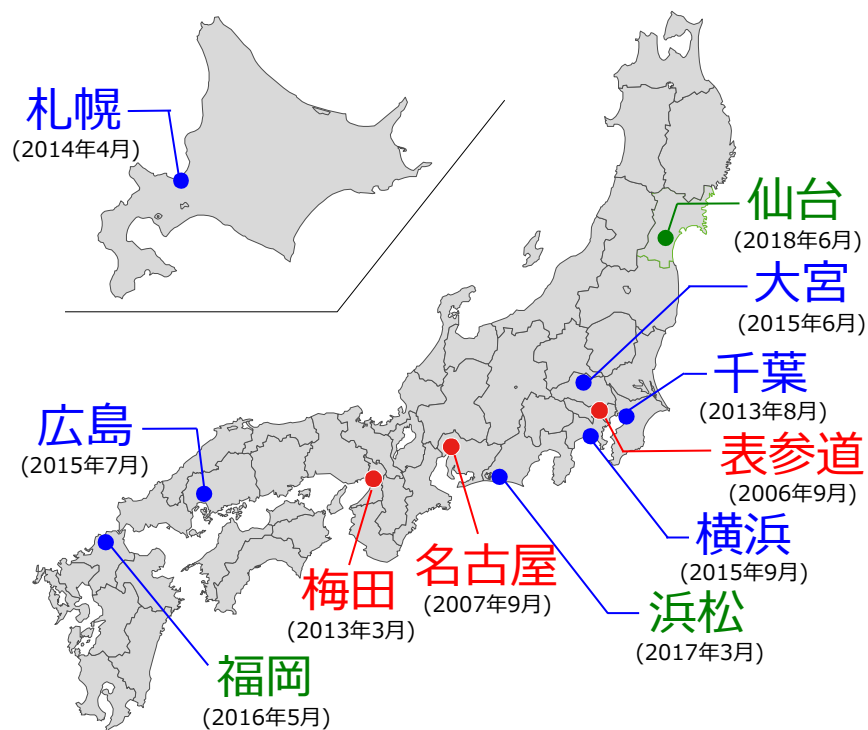 札幌
(2014年4月)
仙台
(2018年6月)
大宮
(2015年6月)
千葉
(2013年8月)
広島
(2015年7月)
表参道
(2006年9月)
横浜
(2015年9月)
名古屋
(2007年9月)
梅田
(2013年3月)
浜松
(2017年3月)
福岡
(2016年5月)